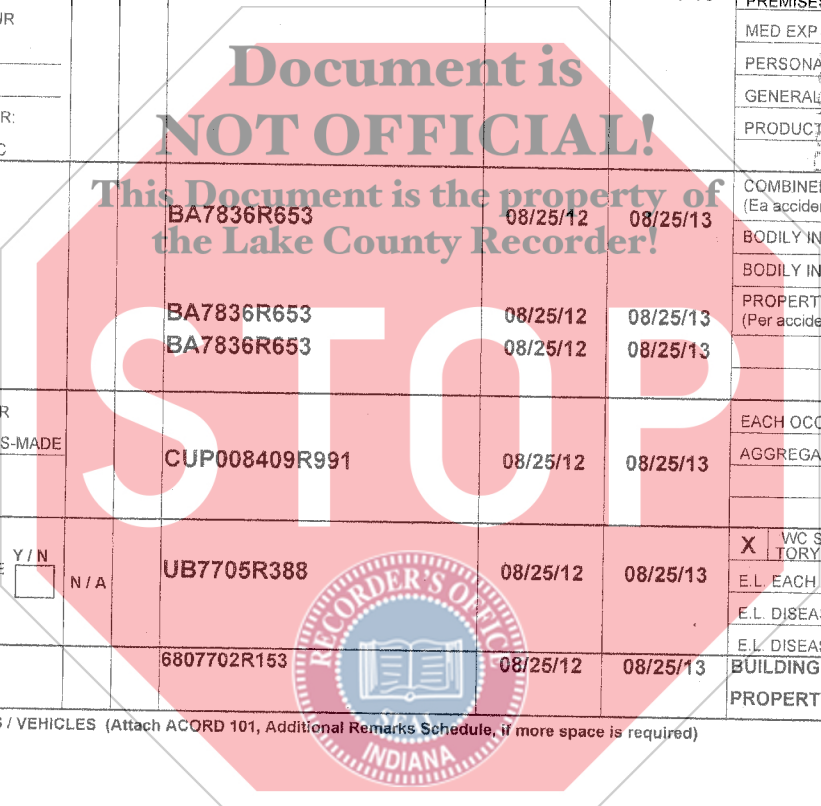 UR
PREMISES
MED EXP
Document is
PERSONA
GENERAL
R:
NOT OFFICIAL!
PRODUCT
C
This Document is the property of
COMBINE
(Ea accide
BA7836R653 08/25/12 08/25/13
the Lake County Recorder!
BODILY IN
BODILY IN
PROPERT
BA7836R653 08/25/12 08/25/13
(Per accide
BA7836R653 08/25/12 08/25/13
STOP
R
EACH OCC
S-MADE
AGGREGA
CUP008409R991 08/25/12 08/25/13
X WC S
TORY
Y / N
E N / A
UB7705R388 08/25/12 08/25/13
E.L. EACH
E.L. DISEA
E.L. DISEA
6807702R153 08/25/12 08/25/13
BUILDING
PROPERT
RECORDER'S OFFICE
SEAL
INDIANA
S / VEHICLES (Attach ACORD 101, Additional Remarks Schedule, if more space is required)